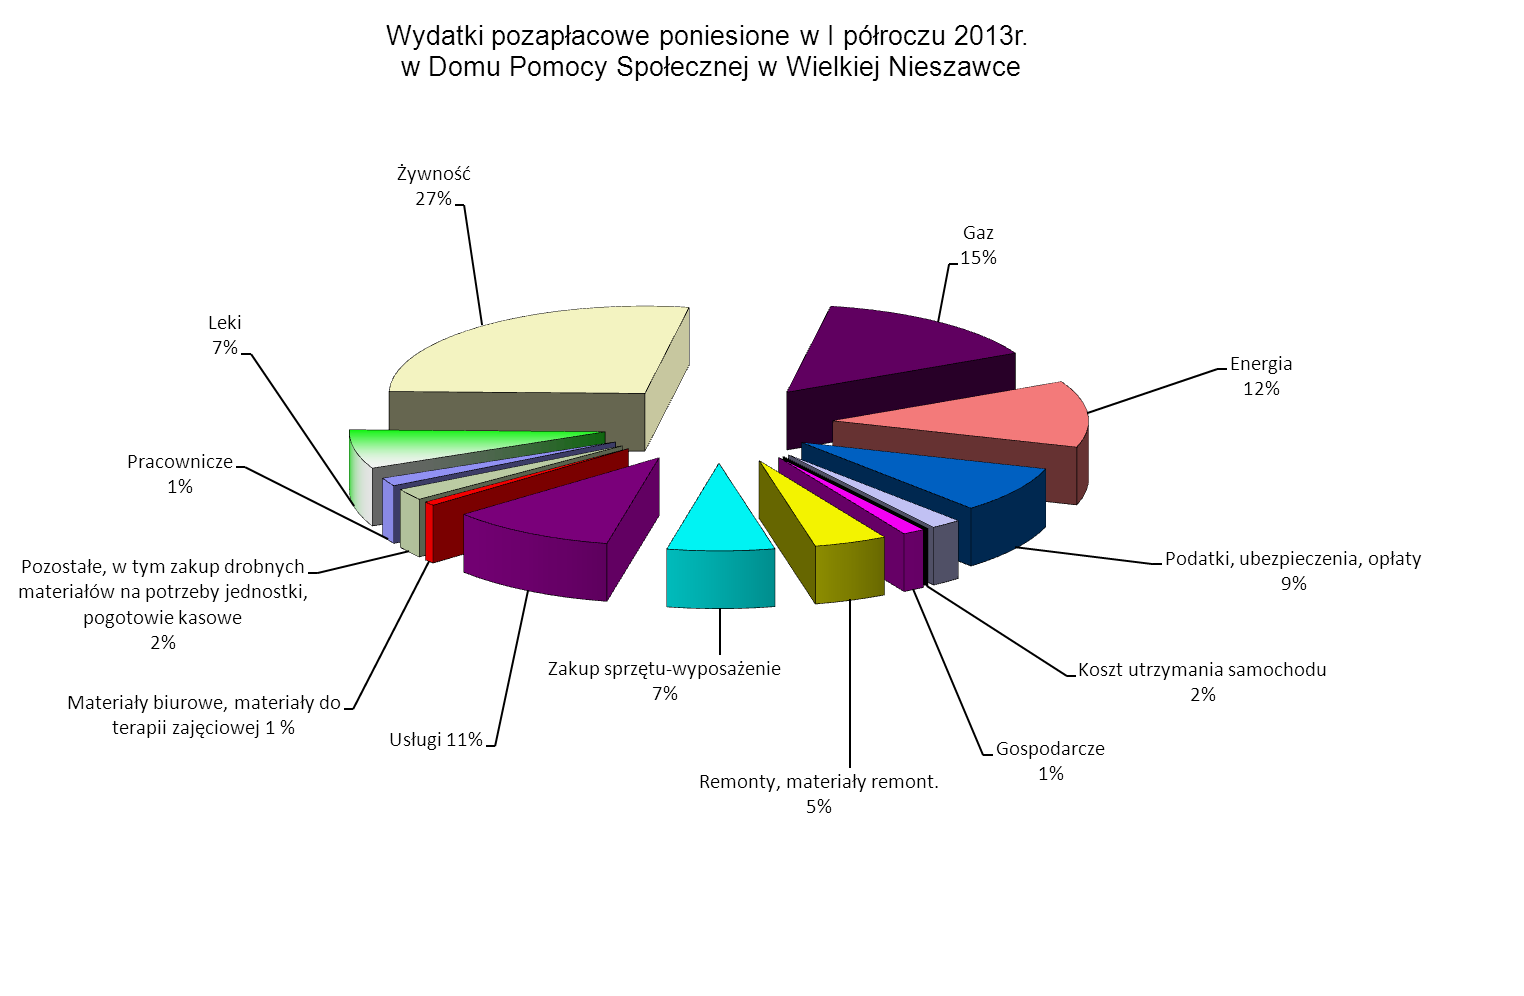 Wydatki pozapłacowe poniesione w I półroczu 2013r.
w Domu Pomocy Społecznej w Wielkiej Nieszawce
Żywność
27%
Gaz
15%
Leki
7%
Energia
12%
Pracownicze
1%
Podatki, ubezpieczenia, opłaty
9%
Pozostałe, w tym zakup drobnych
materiałów na potrzeby jednostki,
pogotowie kasowe
2%
Zakup sprzętu-wyposażenie
7%
Koszt utrzymania samochodu
2%
Materiały biurowe, materiały do
terapii zajęciowej 1 %
Usługi 11%
Gospodarcze
1%
Remonty, materiały remont.
5%